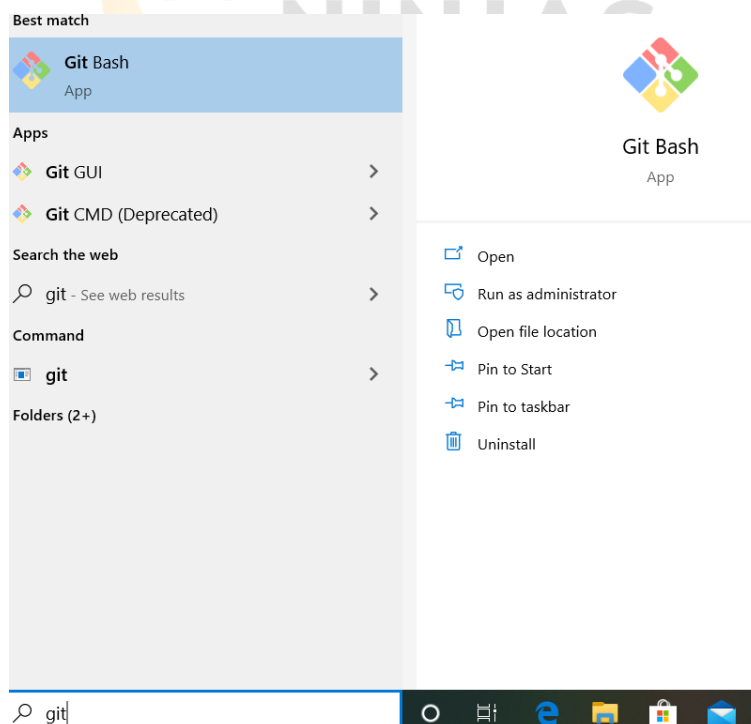 NINJAS
Best match
Git Bash
App
Apps
Git GUI
Git CMD (Deprecated)
Search the web
git - See web results
Command
git
Folders (2+)
git
Git Bash
App
Open
Run as administrator
Open file location
Pin to Start
Pin to taskbar
Uninstall